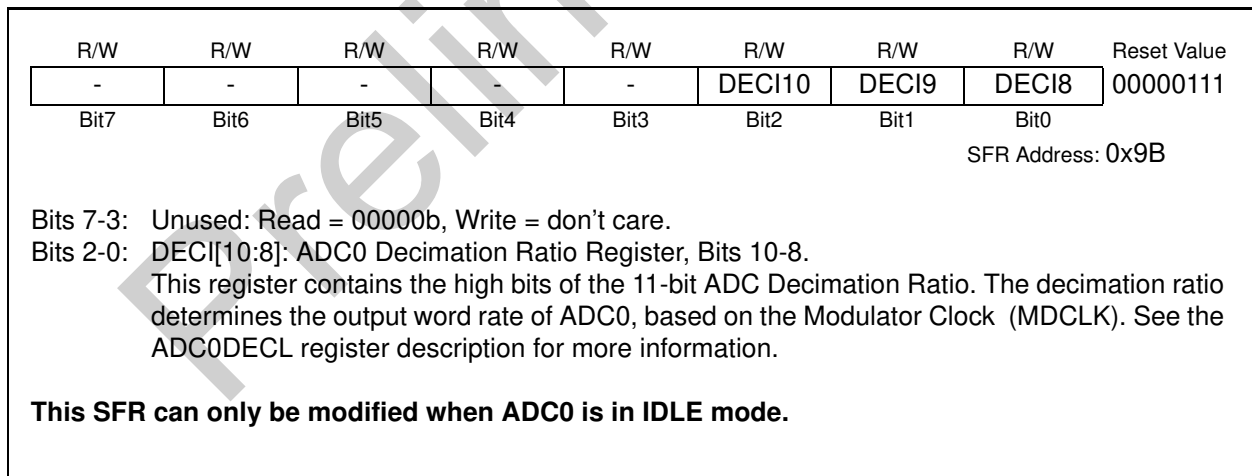 R/W R/W R/W R/W R/W R/W R/W R/W Reset Value
- - - - - DECI10 DECI9 DECI8 00000111
Bit7 Bit6 Bit5 Bit4 Bit3 Bit2 Bit1 Bit0
SFR Address: 0x9B
Bits 7-3: Unused: Read = 00000b, Write = don't care.
Bits 2-0: DECI[10:8]: ADC0 Decimation Ratio Register, Bits 10-8.
This register contains the high bits of the 11-bit ADC Decimation Ratio. The decimation ratio
determines the output word rate of ADC0, based on the Modulator Clock (MDCLK). See the
ADC0DECL register description for more information.
This SFR can only be modified when ADC0 is in IDLE mode.
Prelin